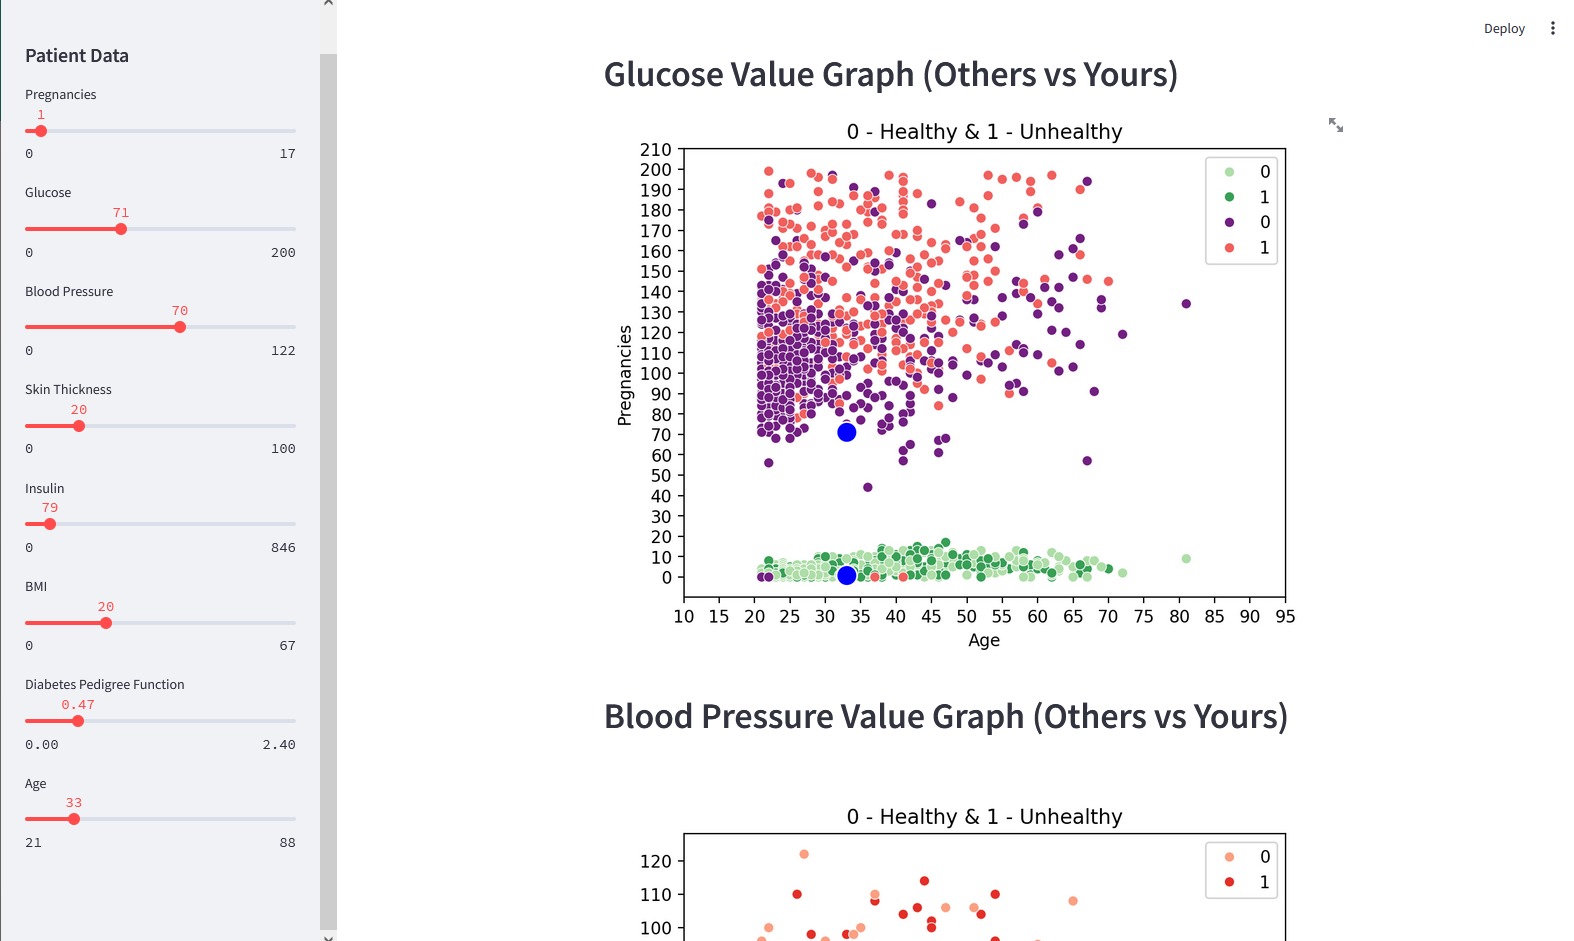 Deploy
Patient Data
Pregnancies
1
0 17
Glucose
71
0 200
Blood Pressure
70
0 122
Skin Thickness
20
0 100
Insulin
79
0 846
BMI
20
0 67
Diabetes Pedigree Function
0.47
0.00 2.40
Age
33
21 88
Glucose Value Graph (Others vs Yours)
0 - Healthy & 1 - Unhealthy
0
1
0
1
Pregnancies
210
200
190
180
170
160
150
140
130
120
110
100
90
80
70
60
50
40
30
20
10
0
10 15 20 25 30 35 40 45 50 55 60 65 70 75 80 85 90 95
Age
Blood Pressure Value Graph (Others vs Yours)
0 - Healthy & 1 - Unhealthy
0
1
120
110
100